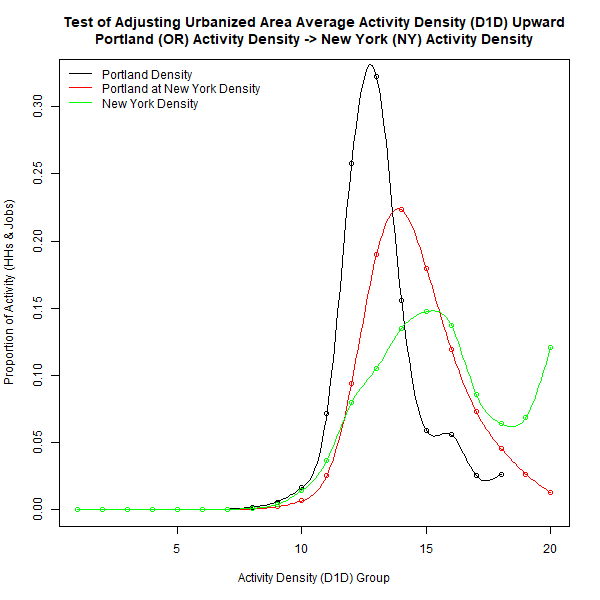 Test of Adjusting Urbanized Area Average Activity Density (D1D) Upward
Portland (OR) Activity Density -> New York (NY) Activity Density
Portland Density
Portland at New York Density
New York Density
Proportion of Activity (HHs & Jobs)
0.30
0.25
0.20
0.15
0.10
0.05
0.00
5 10 15 20
Activity Density (D1D) Group